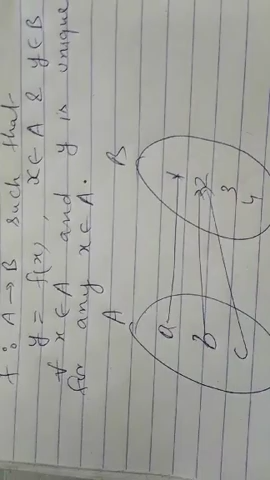 f : A → B such that
y = f(x), x ∈ A & y ∈ B
∀ x ∈ A and y is unique
for any x ∈ A.
A B
a 1
b 2
c 3
4